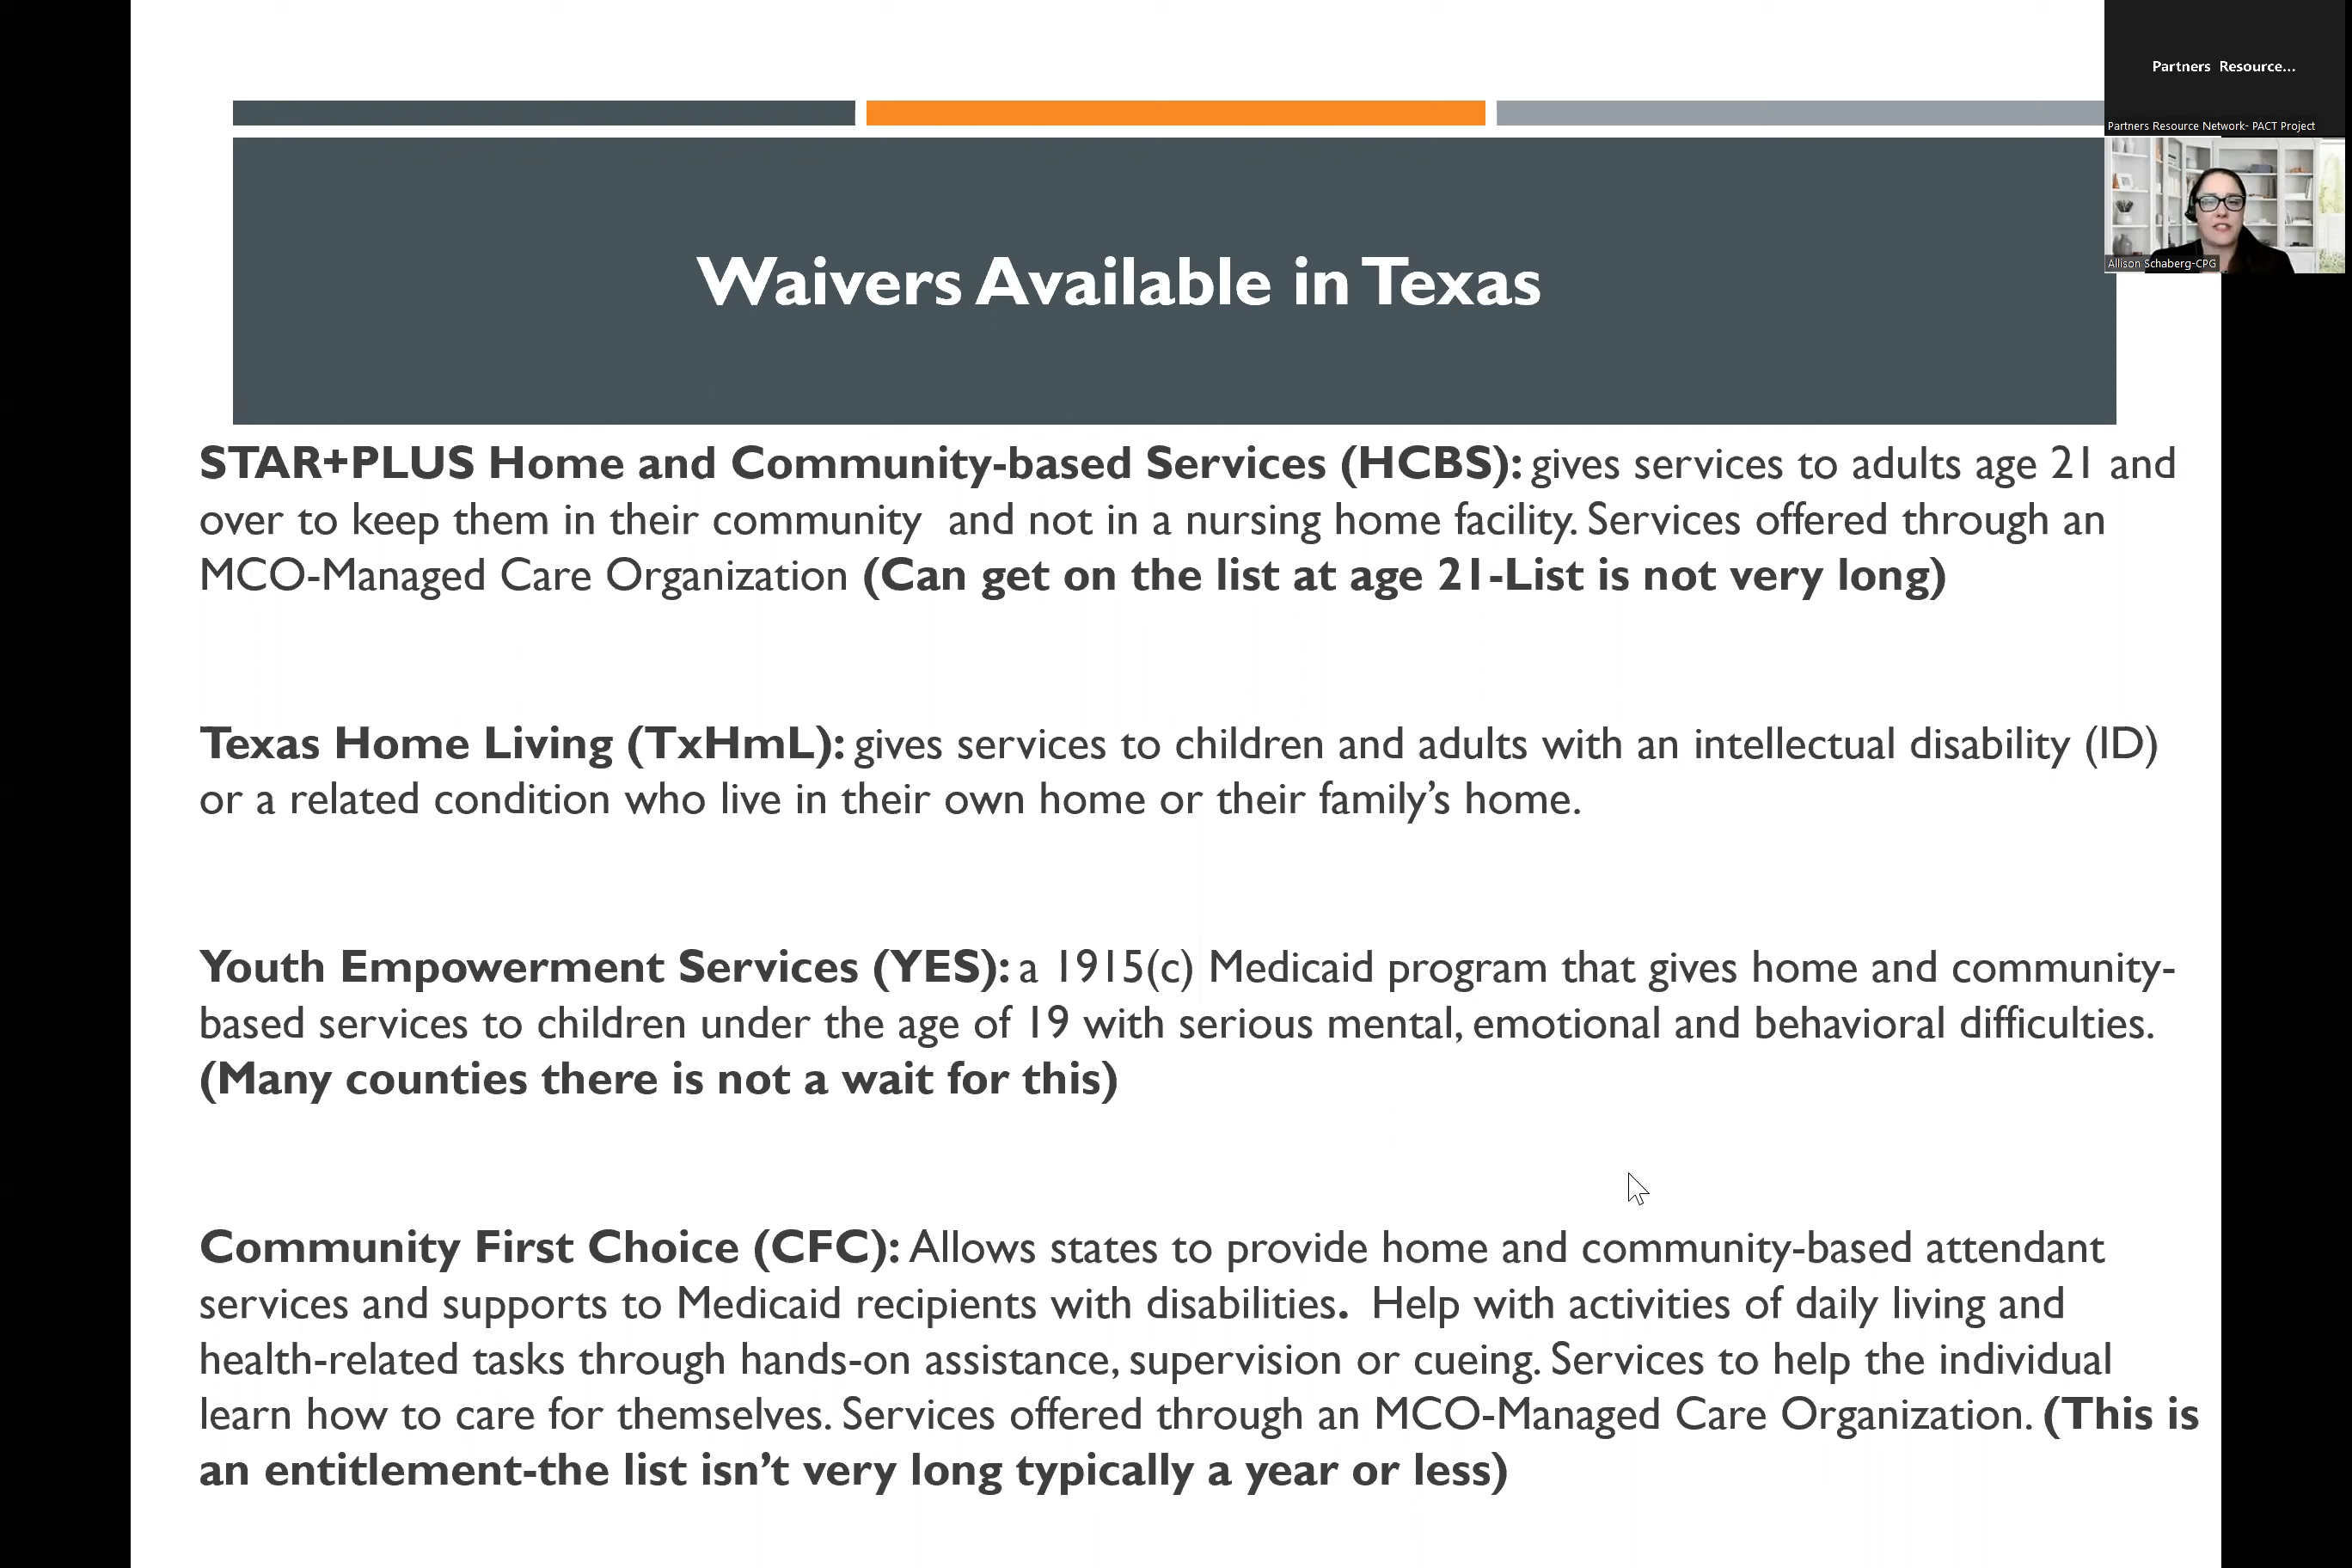 Partners Resource...
Partners Resource Network- PACT Project
Allison Schaberg-CPG
Waivers Available in Texas
STAR+PLUS Home and Community-based Services (HCBS): gives services to adults age 21 and
over to keep them in their community and not in a nursing home facility. Services offered through an
MCO-Managed Care Organization (Can get on the list at age 21-List is not very long)
Texas Home Living (TxHmL): gives services to children and adults with an intellectual disability (ID)
or a related condition who live in their own home or their family’s home.
Youth Empowerment Services (YES): a 1915(c) Medicaid program that gives home and community-
based services to children under the age of 19 with serious mental, emotional and behavioral difficulties.
(Many counties there is not a wait for this)
Community First Choice (CFC): Allows states to provide home and community-based attendant
services and supports to Medicaid recipients with disabilities. Help with activities of daily living and
health-related tasks through hands-on assistance, supervision or cueing. Services to help the individual
learn how to care for themselves. Services offered through an MCO-Managed Care Organization. (This is
an entitlement-the list isn’t very long typically a year or less)